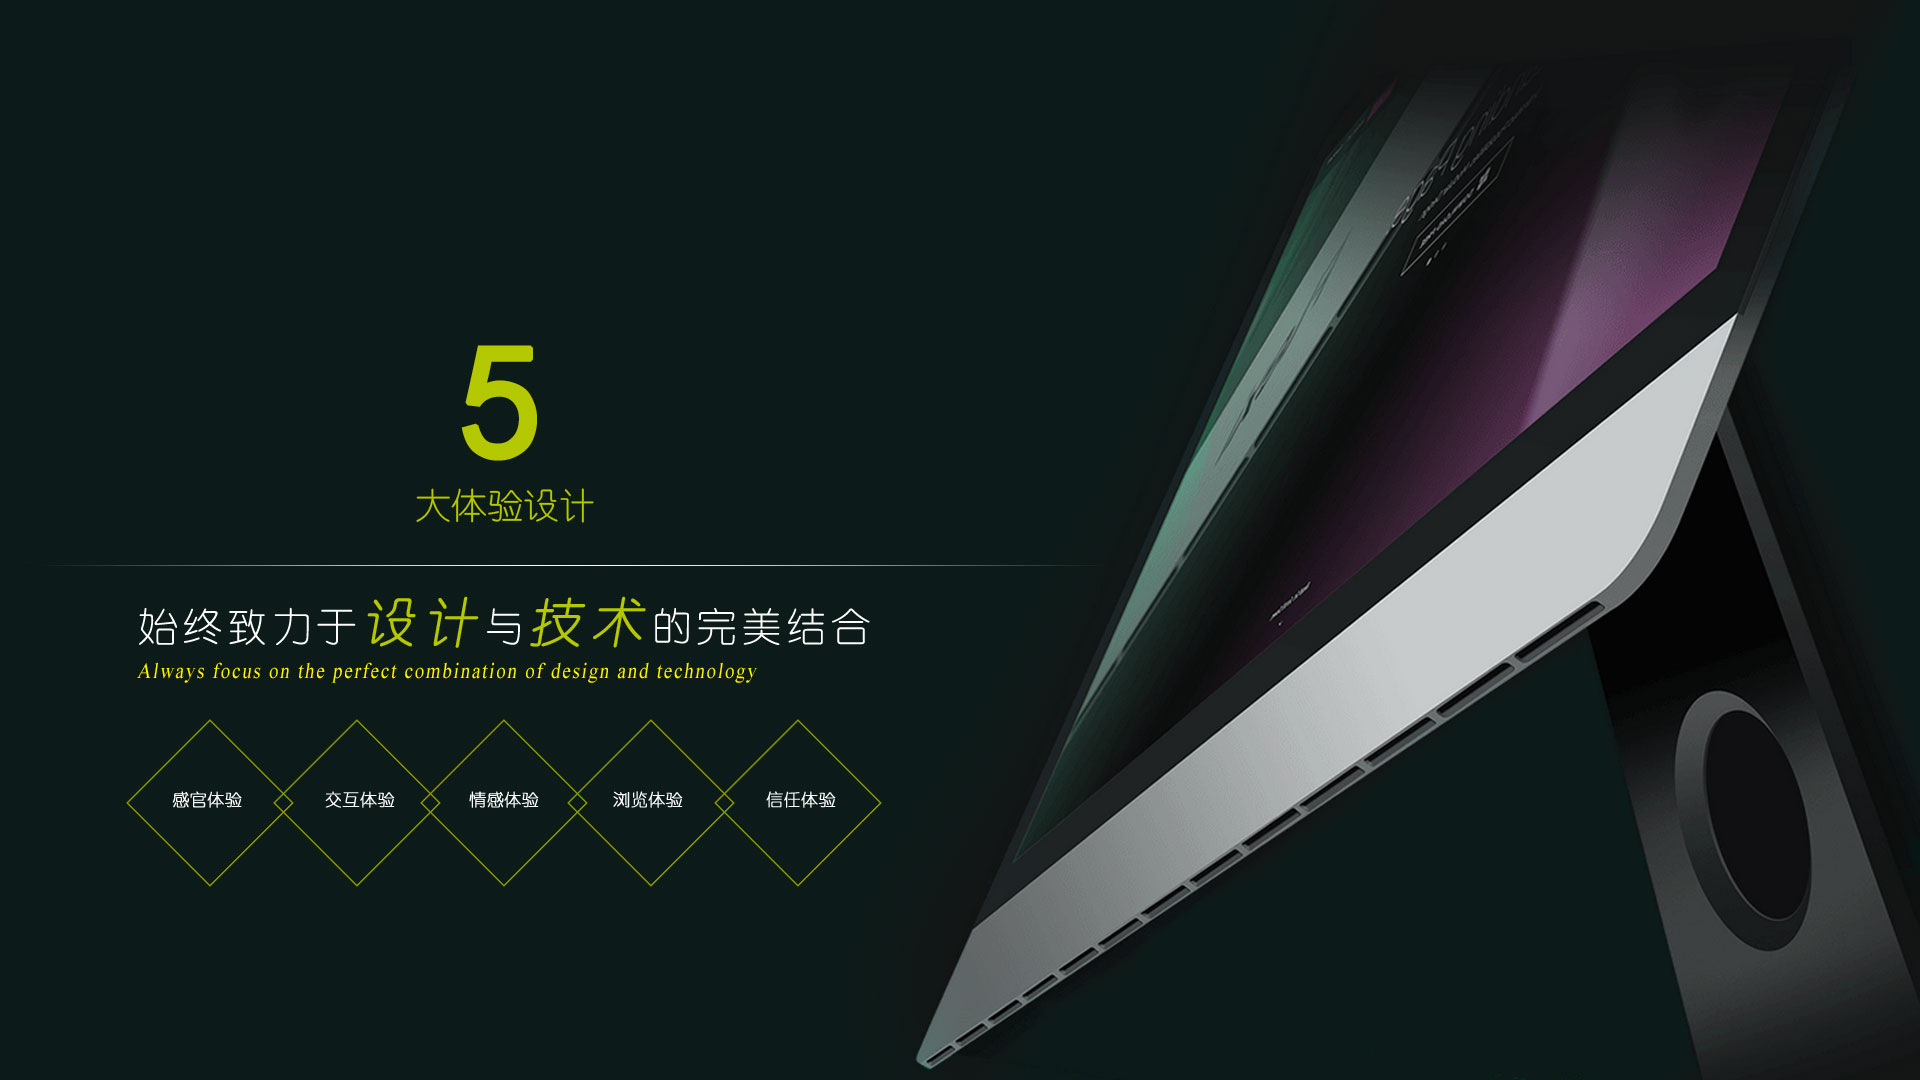 5
大体验设计
始终致力于设计与技术的完美结合
Always focus on the perfect combination of design and technology
感官体验
交互体验
情感体验
浏览体验
信任体验